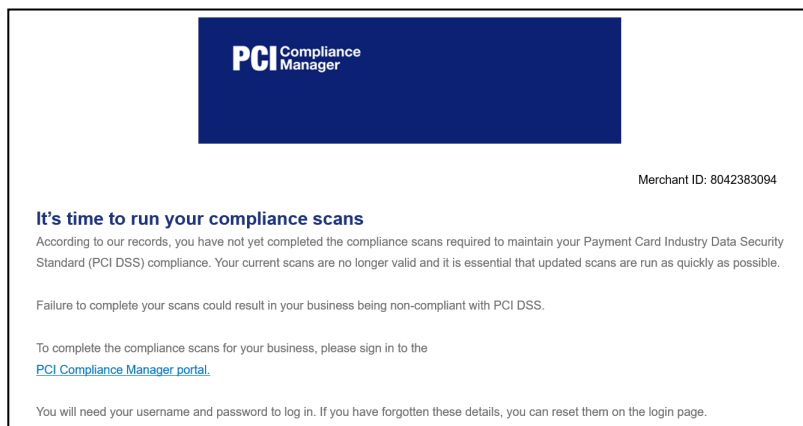 PCI Compliance
Manager
Merchant ID: 8042383094
It's time to run your compliance scans
According to our records, you have not yet completed the compliance scans required to maintain your Payment Card Industry Data Security
Standard (PCI DSS) compliance. Your current scans are no longer valid and it is essential that updated scans are run as quickly as possible.
Failure to complete your scans could result in your business being non-compliant with PCI DSS.
To complete the compliance scans for your business, please sign in to the
PCI Compliance Manager portal.
You will need your username and password to log in. If you have forgotten these details, you can reset them on the login page.